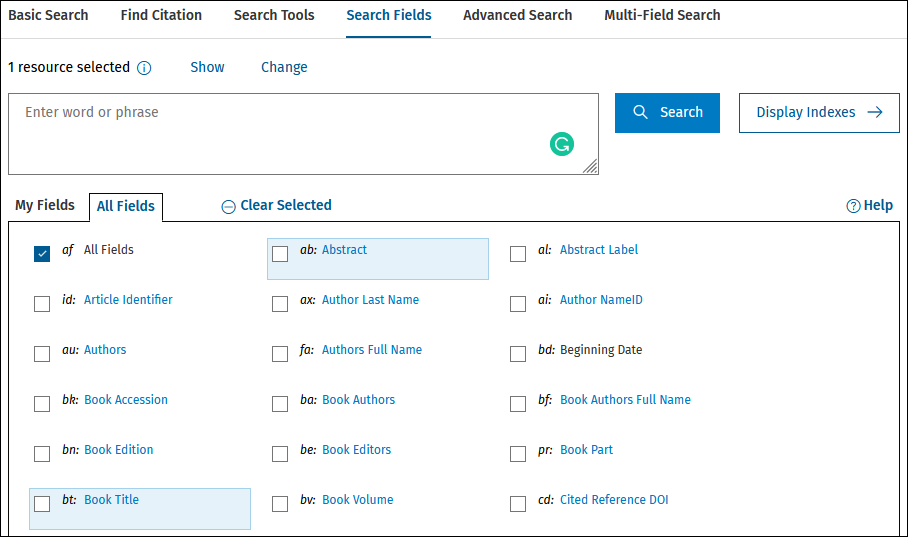 Basic Search Find Citation Search Tools Search Fields Advanced Search Multi-Field Search
1 resource selected Show Change
Enter word or phrase Search Display Indexes
My Fields All Fields Clear Selected Help
af All Fields ab: Abstract al: Abstract Label
id: Article Identifier ax: Author Last Name ai: Author NameID
au: Authors fa: Authors Full Name bd: Beginning Date
bk: Book Accession ba: Book Authors bf: Book Authors Full Name
bn: Book Edition be: Book Editors pr: Book Part
bt: Book Title bv: Book Volume cd: Cited Reference DOI